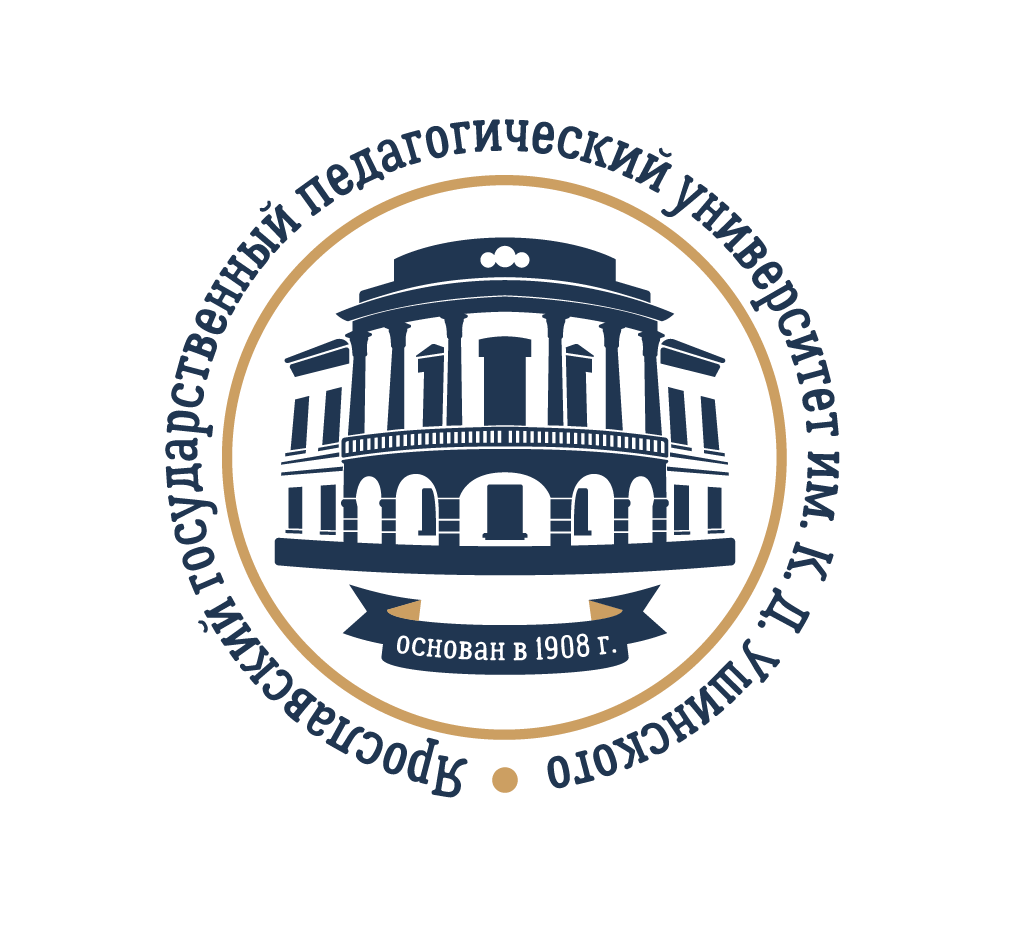 Ярославский государственный педагогический университет им. К. Д. Ушинского
основан в 1908 г.